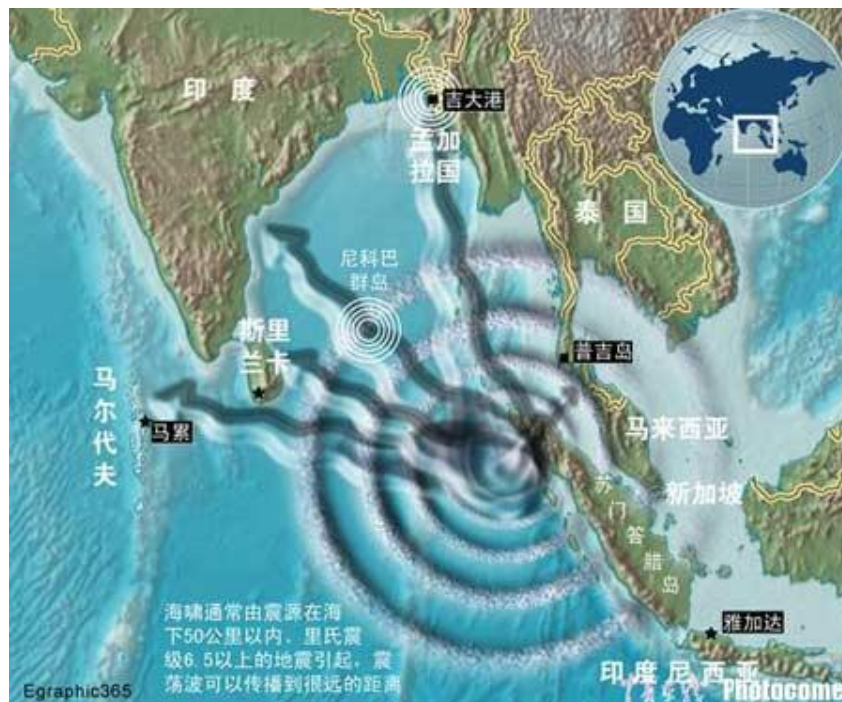 印度
吉大港
孟加
拉国
泰国
尼科巴
群岛
斯里
兰卡
普吉岛
马尔代夫
马累
马来西亚
新加坡
苏门答腊岛
雅加达
海啸通常由震源在海
下50公里以内、里氏震
级6.5以上的地震引起。震
荡波可以传播到很远的距离
印度尼西亚
Egraphic365
Photocome